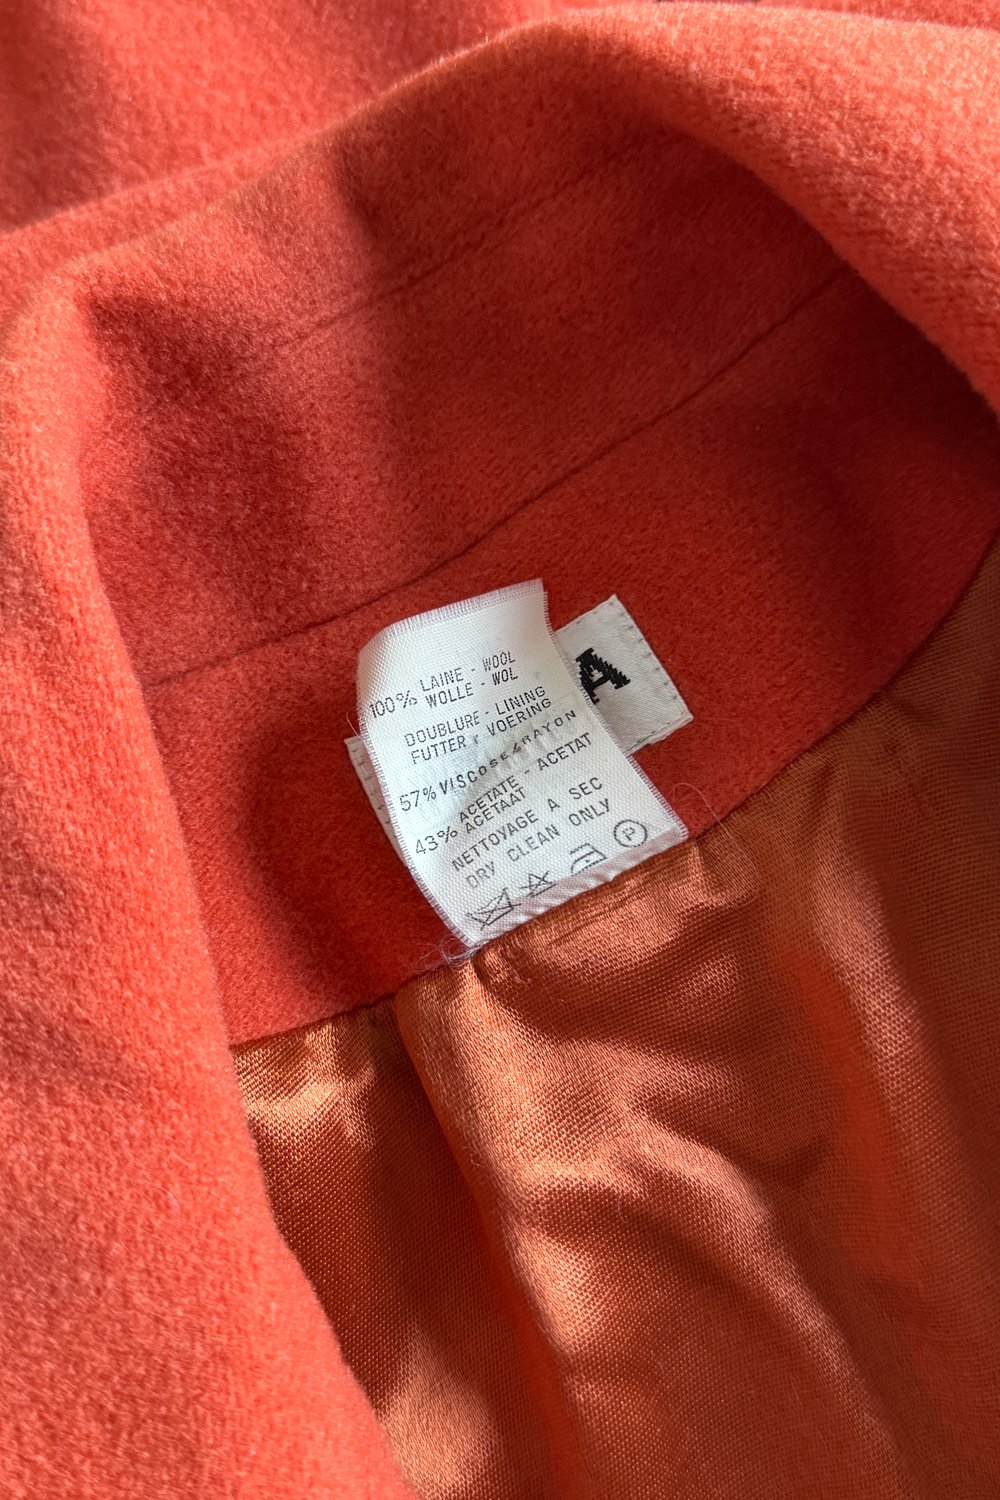 A
100% LAINE - WOOL
WOLLE - WOL
DOUBLURE - LINING
FUTTER - VOERING
57% VISCOSE/RAYON
ACETATE - ACETAT
43% ACETAAT
NETTOYAGE A SEC
DRY CLEAN ONLY
P